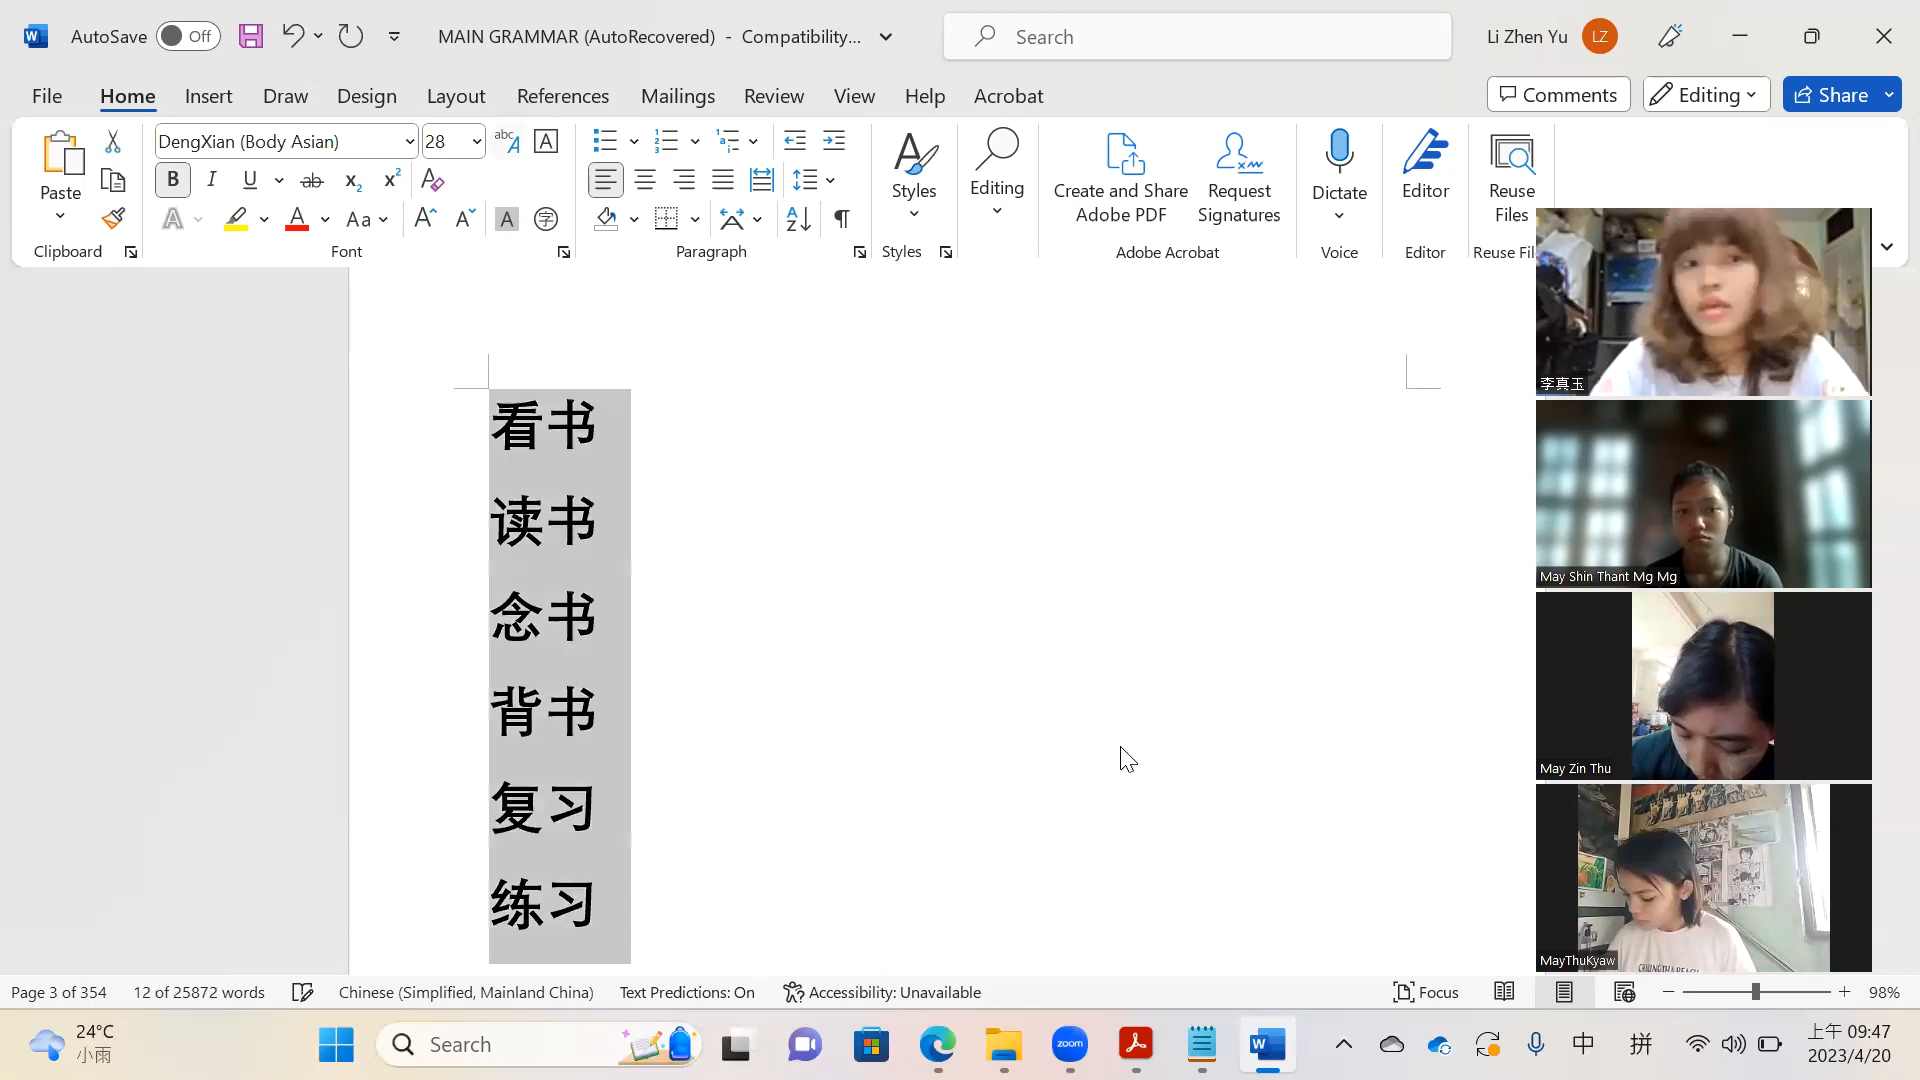 AutoSave Off MAIN GRAMMAR (AutoRecovered) - Compatibility... Search Li Zhen Yu LZ
File Home Insert Draw Design Layout References Mailings Review View Help Acrobat Comments Editing Share
DengXian (Body Asian) 28
Paste Styles Editing Create and Share Adobe PDF Request Signatures Dictate Editor Reuse Files
Clipboard Font Paragraph Styles Adobe Acrobat Voice Editor Reuse Fil
看书
读书
念书
背书
复习
练习
李真玉
May Shin Thant Mg Mg
May Zin Thu
MayThuKyaw
Page 3 of 354 12 of 25872 words Chinese (Simplified, Mainland China) Text Predictions: On Accessibility: Unavailable Focus 98%
24°C
小雨
Search
zoom
中
拼
上午 09:47
2023/4/20